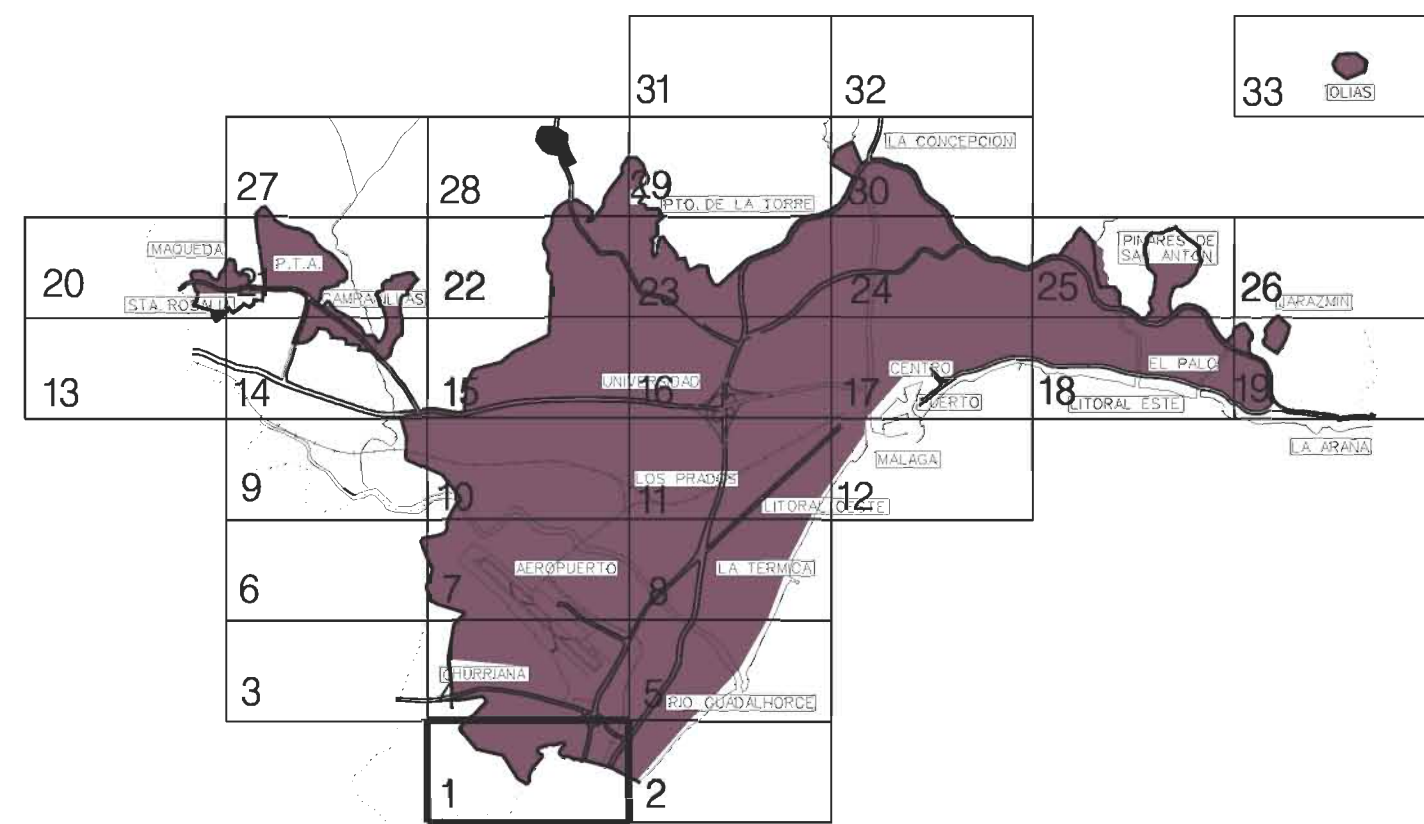 31
32
33
OLIAS
LA CONCEPCION
27
28
29
30
PTO. DE LA TORRE
MAQUEDA
P.T.A.
PINARES DE
SAN ANTON
20
21
22
23
24
25
26
STA. ROSALIA
CAMPANILLAS
JARAZMIN
EL PALO
CENTRO
UNIVERSIDAD
13
14
15
16
17
18
19
PUERTO
LITORAL ESTE
LA ARAÑA
MALAGA
LOS PRADOS
9
10
11
12
LITORAL OESTE
AEROPUERTO
LA TERMICA
6
7
8
CHURRIANA
3
5
RIO GUADALHORCE
1
2